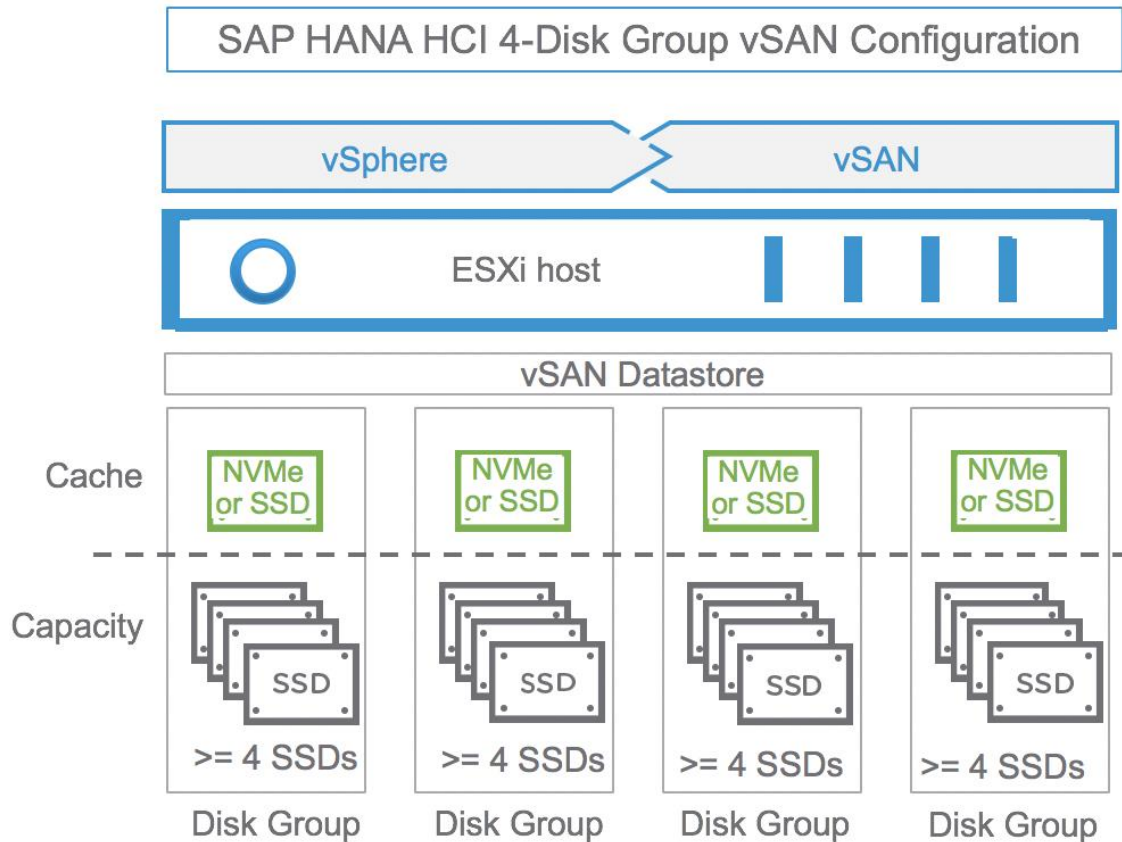 SAP HANA HCI 4-Disk Group vSAN Configuration
vSphere
vSAN
ESXi host
vSAN Datastore
Cache
NVMe
or SSD
NVMe
or SSD
NVMe
or SSD
NVMe
or SSD
Capacity
SSD
SSD
SSD
SSD
>= 4 SSDs
>= 4 SSDs
>= 4 SSDs
>= 4 SSDs
Disk Group
Disk Group
Disk Group
Disk Group